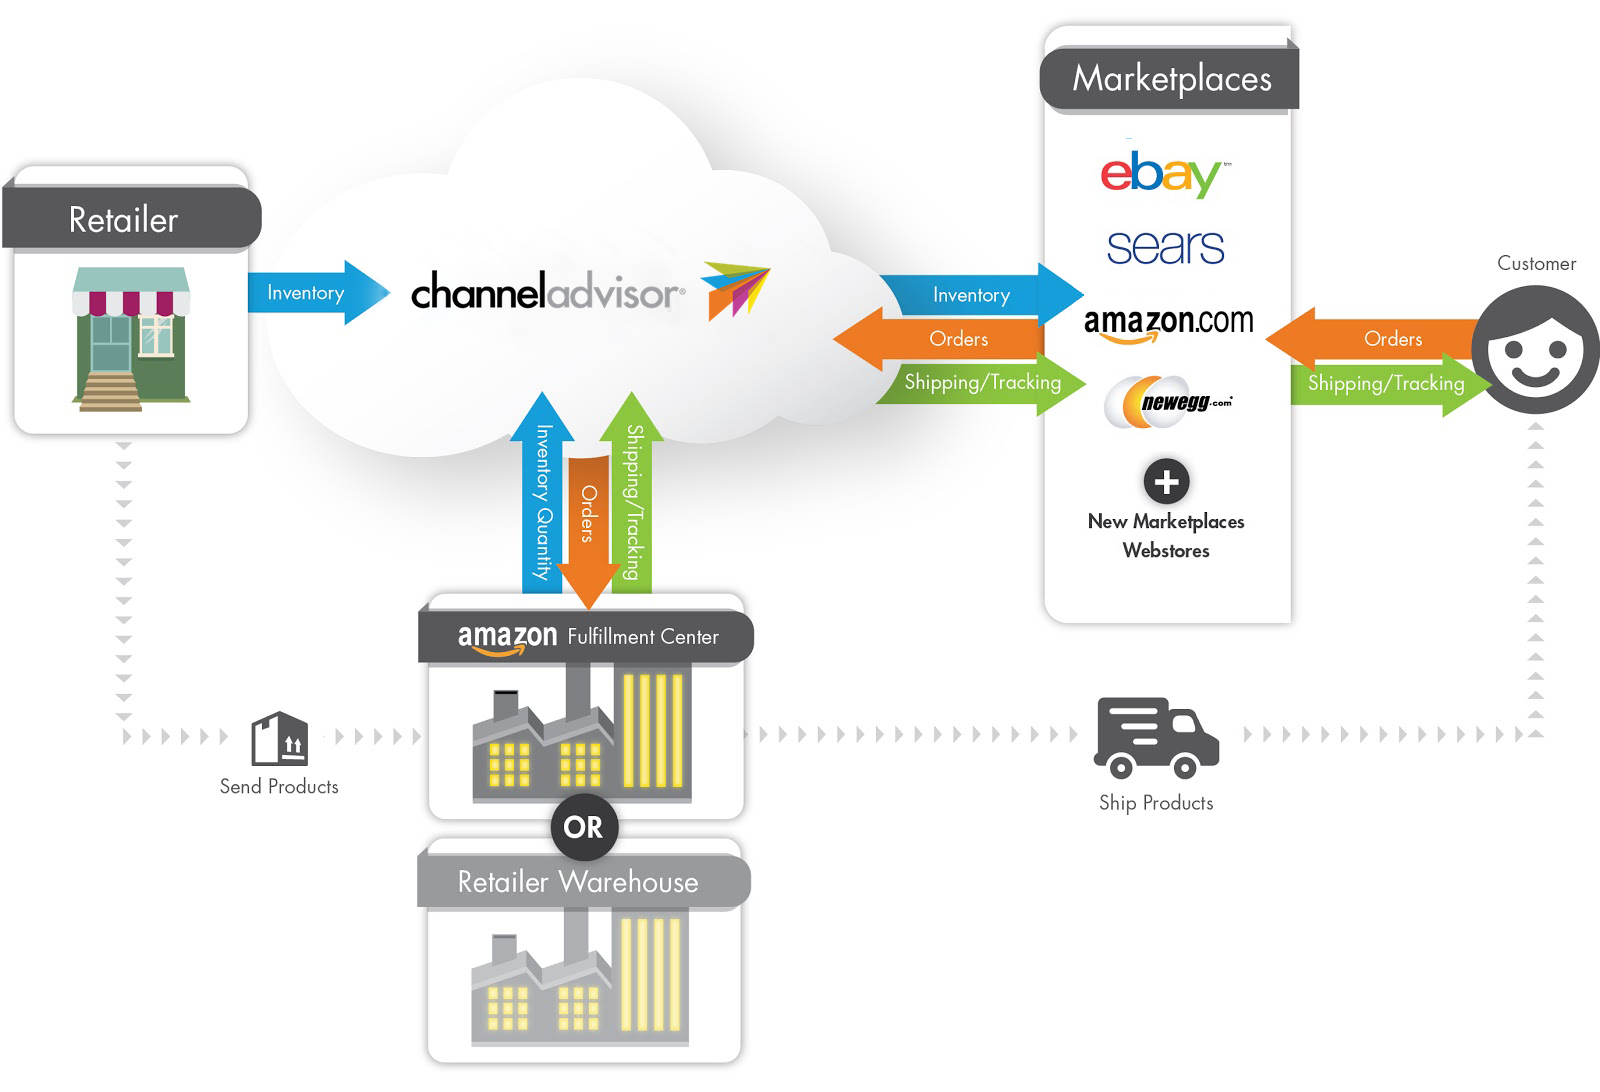 Marketplaces
ebay™
sears
amazon.com
newegg.com®
New Marketplaces
Webstores
Retailer
Inventory
channeladvisor®
Inventory
Orders
Shipping/Tracking
Customer
Orders
Shipping/Tracking
Inventory Quantity
Orders
Shipping/Tracking
amazon Fulfillment Center
Send Products
Ship Products
OR
Retailer Warehouse